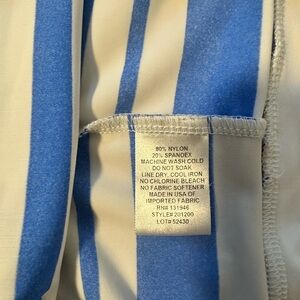 80% NYLON
20% SPANDEX
MACHINE WASH COLD
DO NOT SOAK
LINE DRY, COOL IRON
NO CHLORINE BLEACH
NO FABRIC SOFTENER
MADE IN USA OF
IMPORTED FABRIC
RN# 131946
STYLE# 201200
LOT# 52430